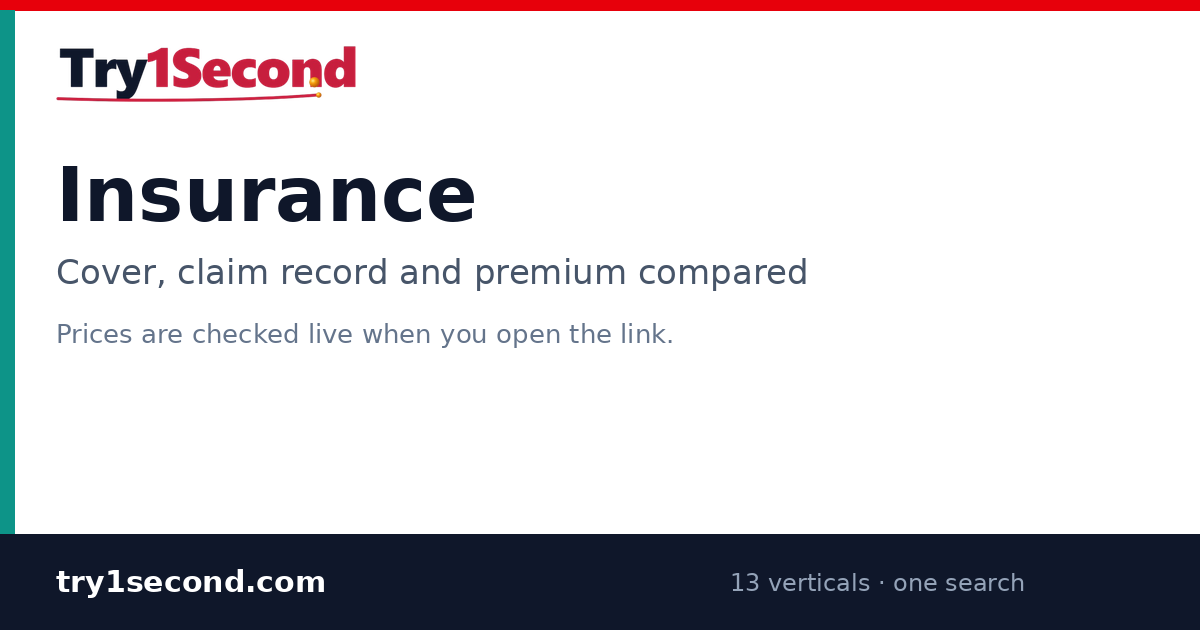 Try1Second
Insurance
Cover, claim record and premium compared
Prices are checked live when you open the link.
try1second.com
13 verticals · one search